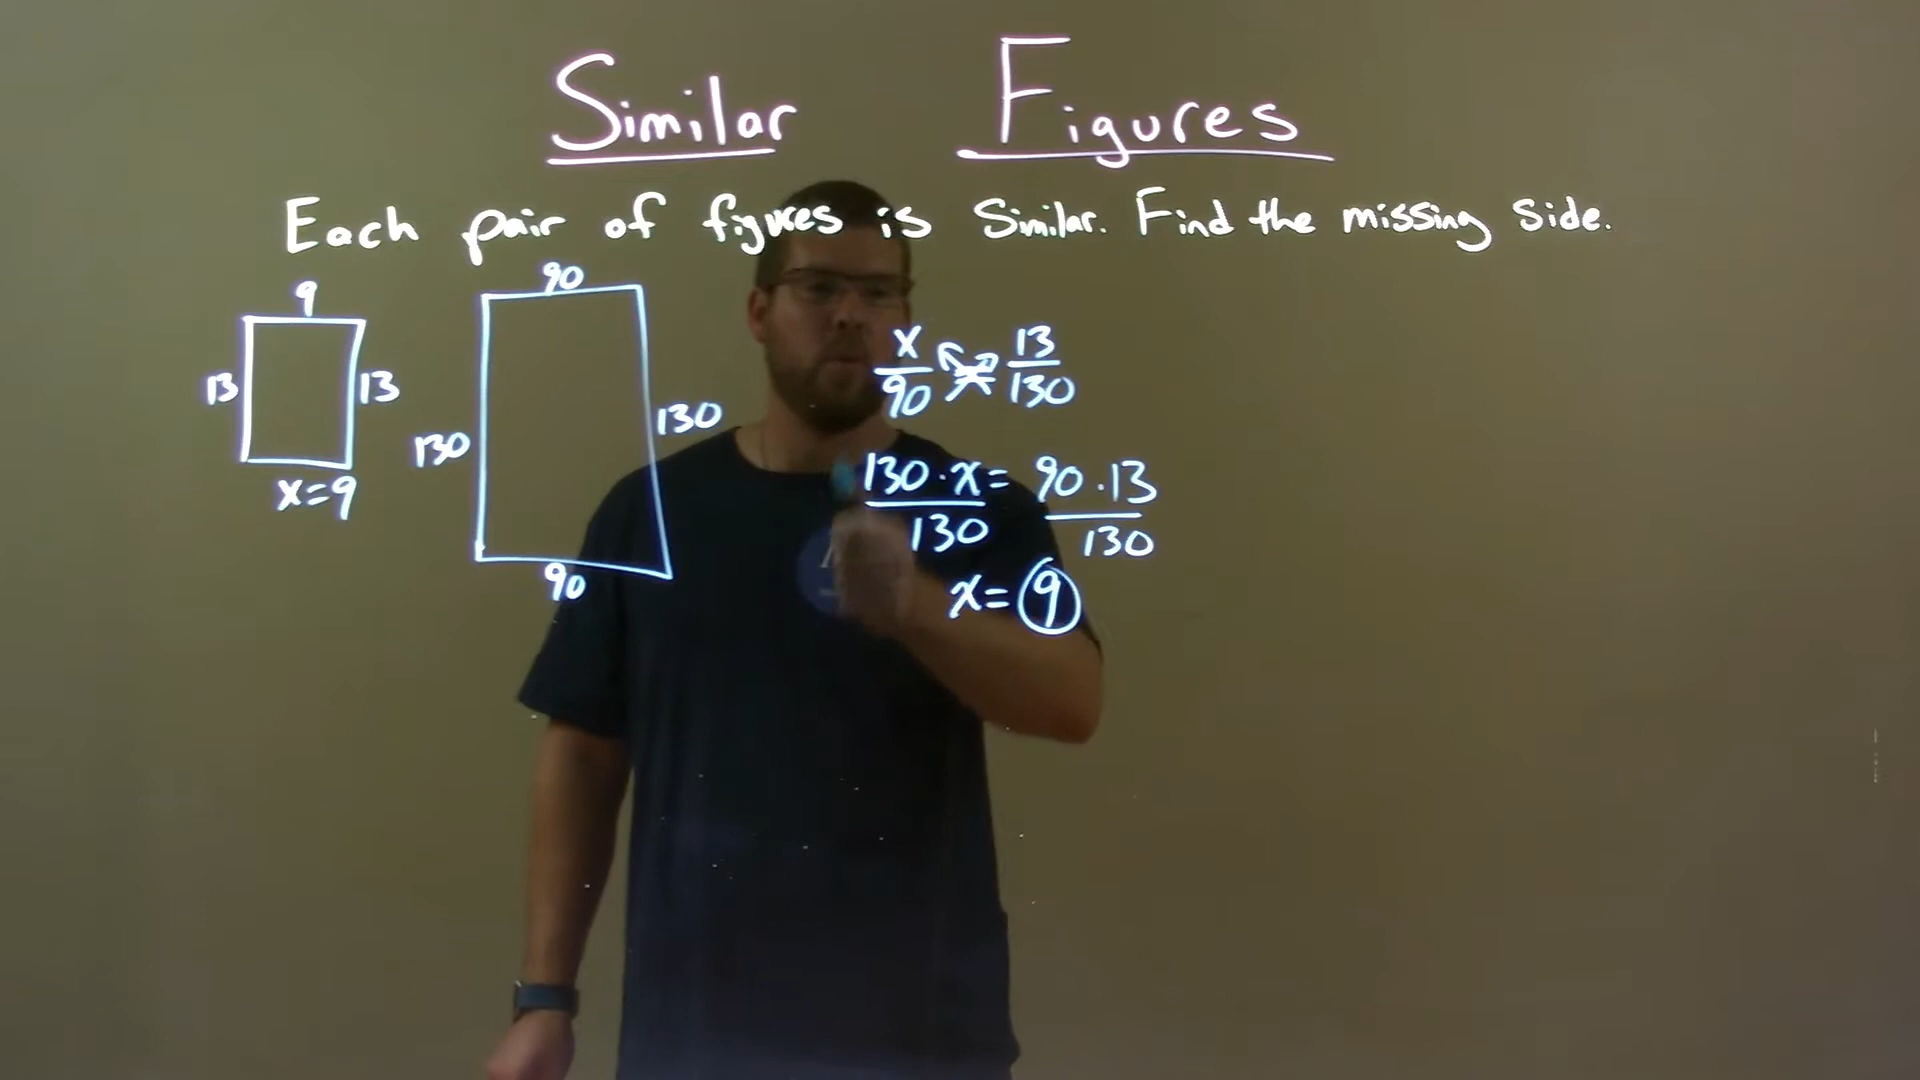 Similar Figures
Each pair of figures is Similar. Find the missing side.
9
13
13
x=9
90
130
130
90
x/90 13/130
130·x = 90·13
130 130
x = 9